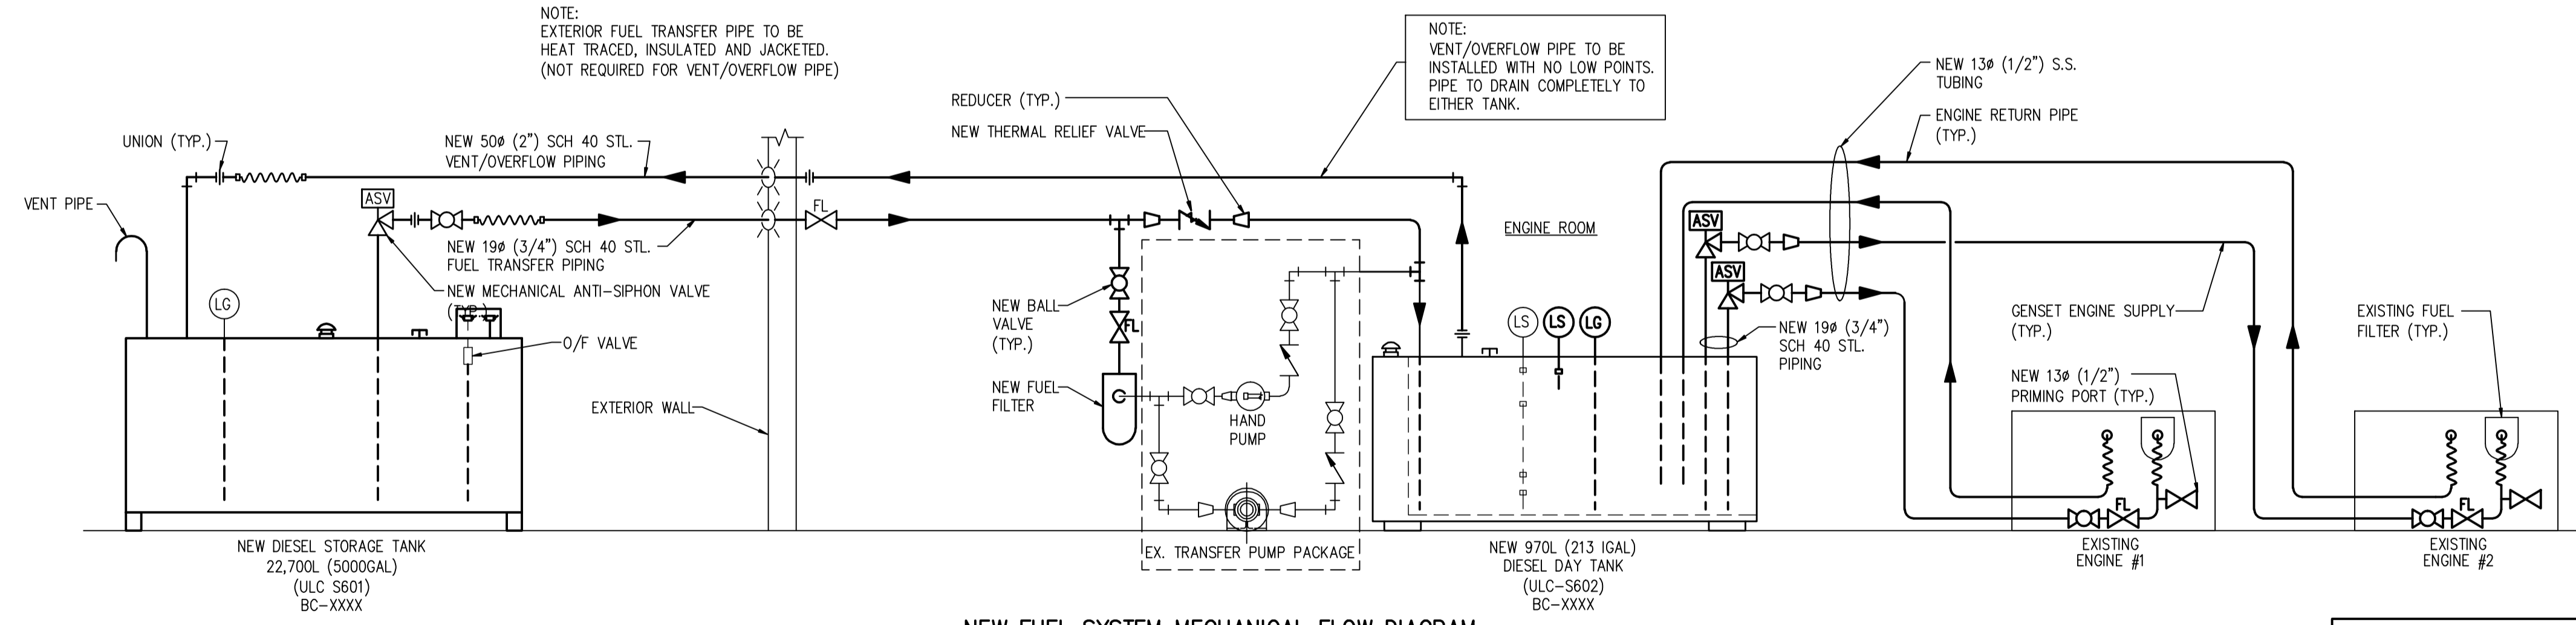 NOTE:
EXTERIOR FUEL TRANSFER PIPE TO BE
HEAT TRACED, INSULATED AND JACKETED.
(NOT REQUIRED FOR VENT/OVERFLOW PIPE)
NOTE:
VENT/OVERFLOW PIPE TO BE
INSTALLED WITH NO LOW POINTS.
PIPE TO DRAIN COMPLETELY TO
EITHER TANK.
NEW 13ø (1/2") S.S.
TUBING
ENGINE RETURN PIPE
(TYP.)
REDUCER (TYP.)
NEW THERMAL RELIEF VALVE
UNION (TYP.)
NEW 50ø (2") SCH 40 STL.
VENT/OVERFLOW PIPING
VENT PIPE
ASV
FL
NEW 19ø (3/4") SCH 40 STL.
FUEL TRANSFER PIPING
NEW MECHANICAL ANTI-SIPHON VALVE
(TYP.)
LG
O/F VALVE
EXTERIOR WALL
ENGINE ROOM
ASV
ASV
NEW BALL
VALVE
(TYP.)
FL
NEW FUEL
FILTER
HAND
PUMP
LS
LS
LG
NEW 19ø (3/4")
SCH 40 STL.
PIPING
GENSET ENGINE SUPPLY
(TYP.)
EXISTING FUEL
FILTER (TYP.)
NEW 13ø (1/2")
PRIMING PORT (TYP.)
FL
FL
NEW DIESEL STORAGE TANK
22,700L (5000GAL)
(ULC S601)
BC-XXXX
EX. TRANSFER PUMP PACKAGE
NEW 970L (213 IGAL)
DIESEL DAY TANK
(ULC-S602)
BC-XXXX
EXISTING
ENGINE #1
EXISTING
ENGINE #2
NEW FUEL SYSTEM MECHANICAL FLOW DIAGRAM